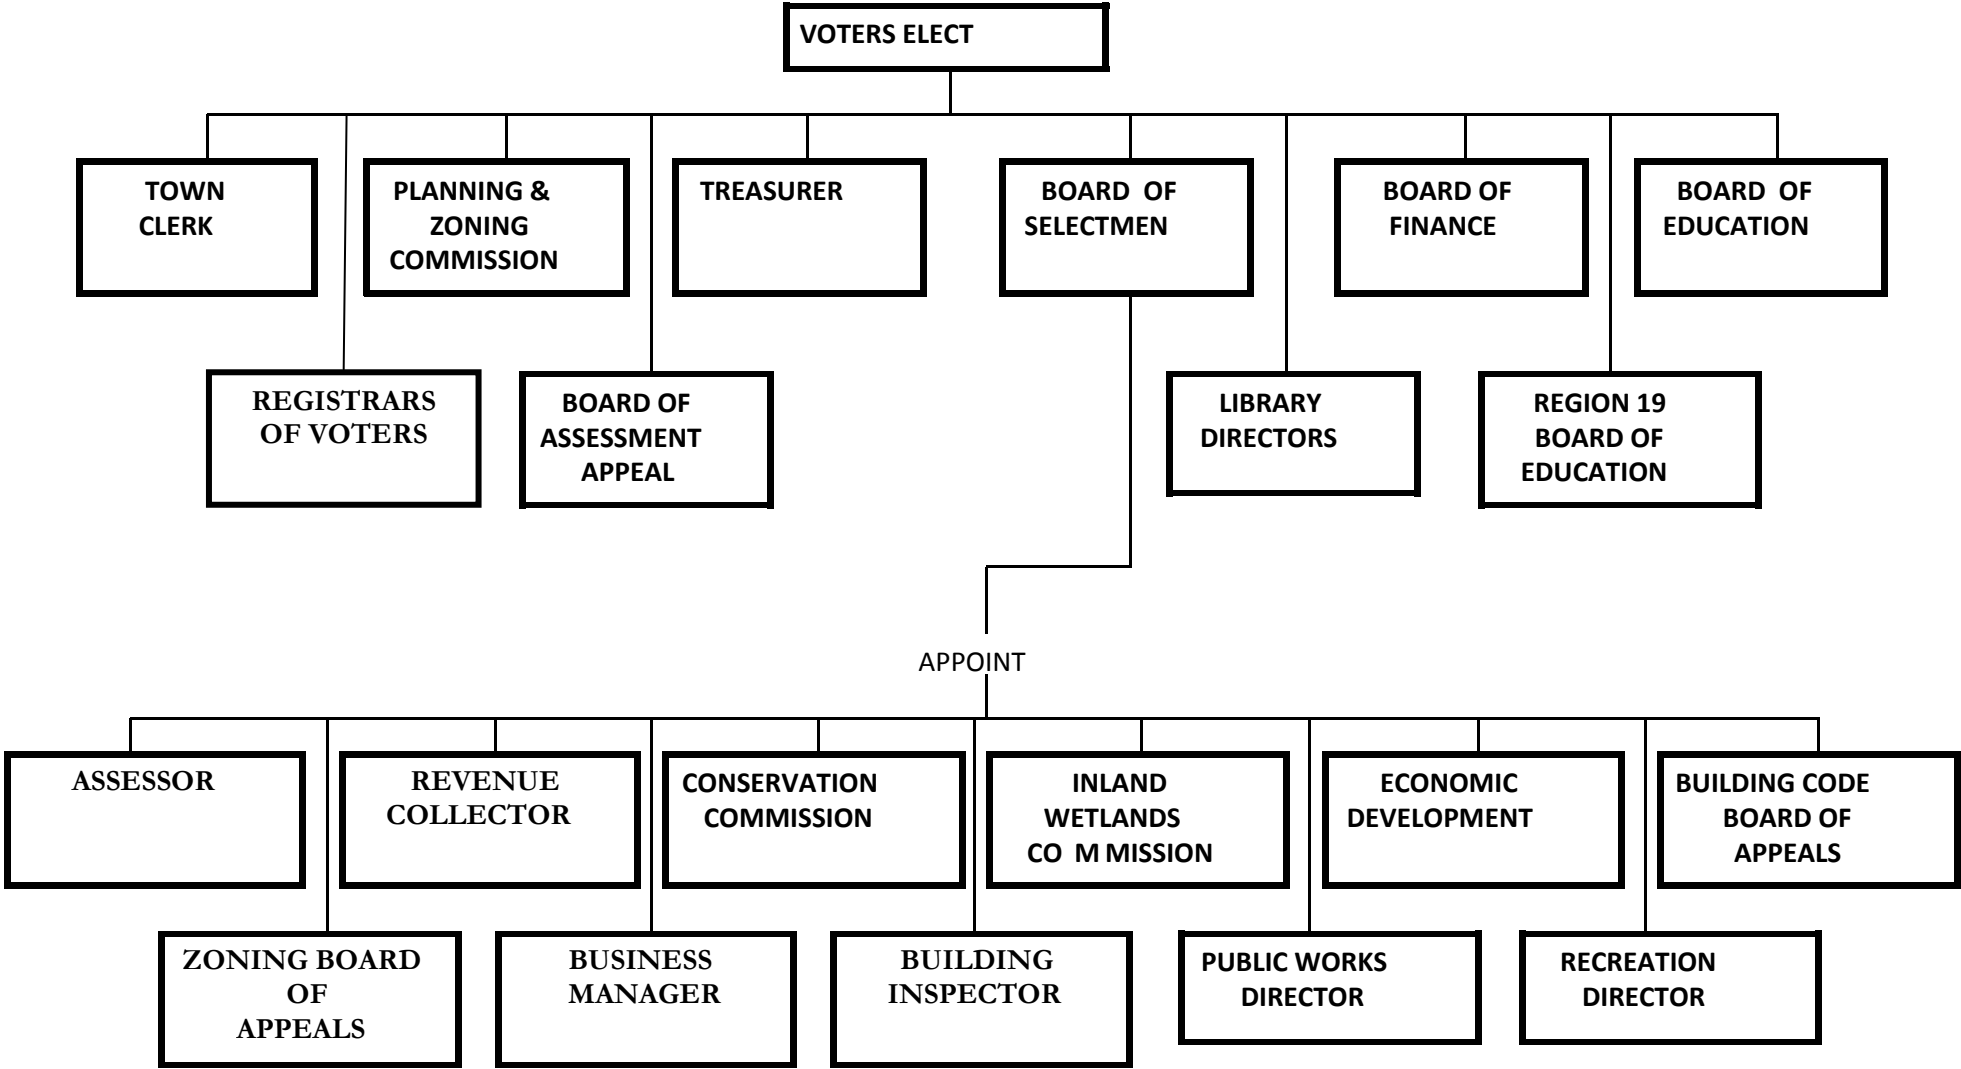 VOTERS ELECT
TOWN
CLERK
PLANNING &
ZONING
COMMISSION
TREASURER
BOARD OF
SELECTMEN
BOARD OF
FINANCE
BOARD OF
EDUCATION
REGISTRARS
OF VOTERS
BOARD OF
ASSESSMENT
APPEAL
LIBRARY
DIRECTORS
REGION 19
BOARD OF
EDUCATION
APPOINT
ASSESSOR
REVENUE
COLLECTOR
CONSERVATION
COMMISSION
INLAND
WETLANDS
CO M MISSION
ECONOMIC
DEVELOPMENT
BUILDING CODE
BOARD OF
APPEALS
ZONING BOARD
OF
APPEALS
BUSINESS
MANAGER
BUILDING
INSPECTOR
PUBLIC WORKS
DIRECTOR
RECREATION
DIRECTOR